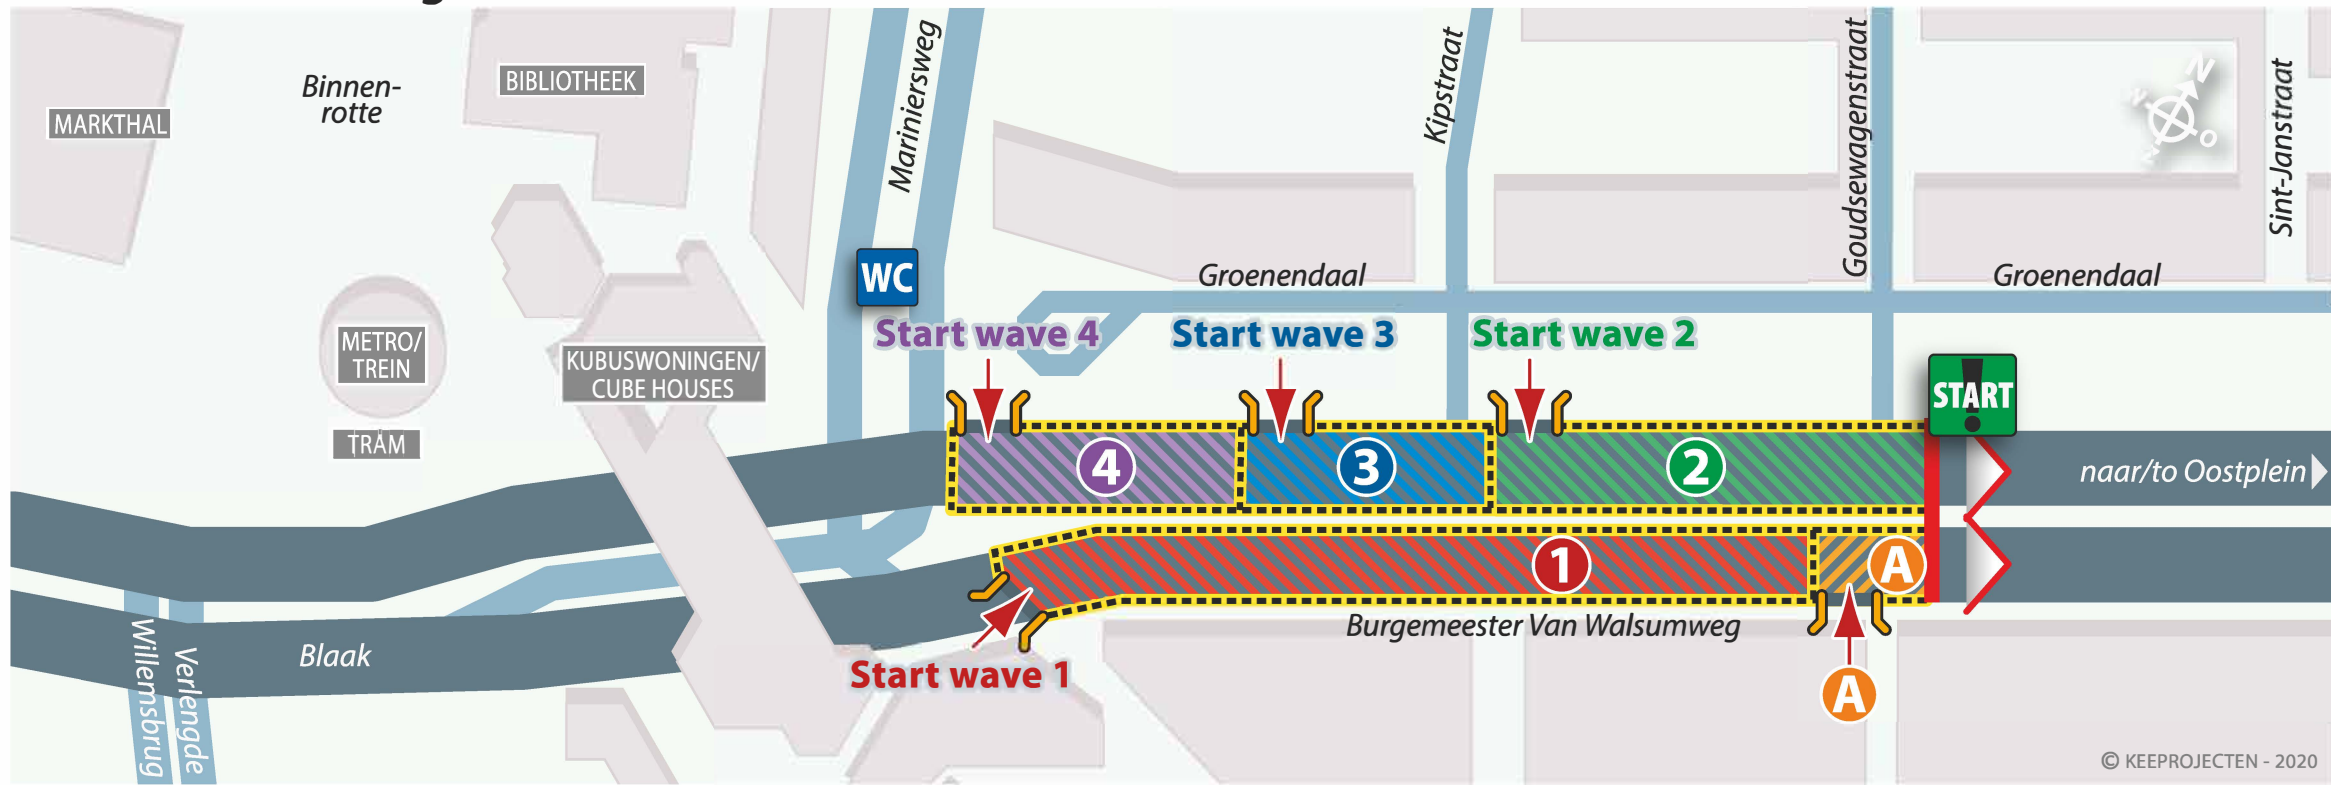 Binnen-
rotte
MARKTHAL
BIBLIOTHEEK
Mariniersweg
Kipstraat
Goudsewagenstraat
Sint-Janstraat
N
O
Z
W
WC
Groenendaal
Groenendaal
METRO/
TREIN
TRAM
KUBUSWONINGEN/
CUBE HOUSES
Start wave 4
Start wave 3
Start wave 2
START
4
3
2
naar/to Oostplein
1
A
Burgemeester Van Walsumweg
Blaak
Willemsbrug
Verlengde
Start wave 1
A
© KEEPROJECTEN - 2020